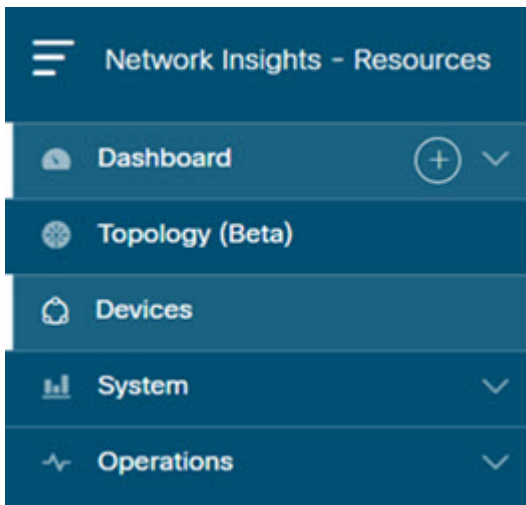 Network Insights - Resources
Dashboard
Topology (Beta)
Devices
System
Operations